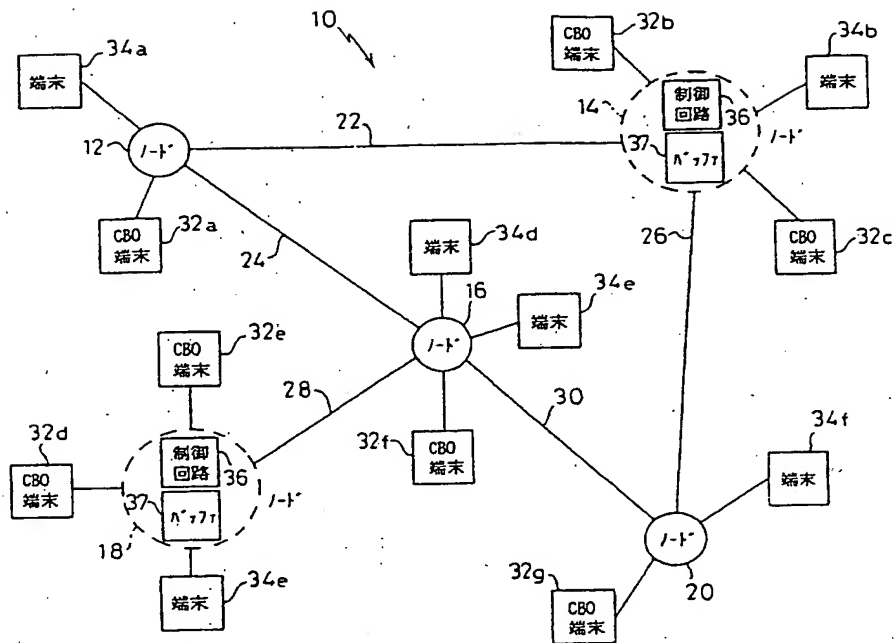 10
34a
端末
CBO
端末
32b
34b
端末
14
制御
回路
36
37
バッファ
ノード
22
12
ノード
CBO
端末
32a
24
CBO
端末
32c
26
34d
端末
16
ノード
34e
端末
CBO
端末
32e
28
30
32d
CBO
端末
制御
回路
36
37
バッファ
ノード
18
32f
CBO
端末
34f
端末
34e
端末
ノード
20
32g
CBO
端末